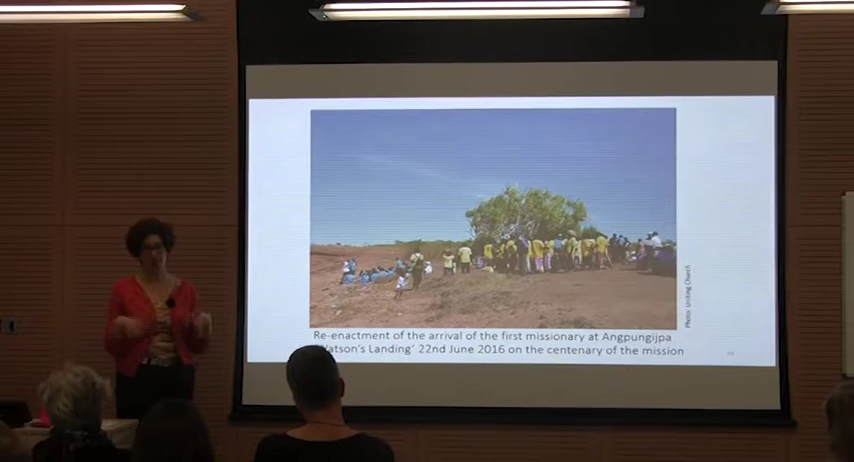 Photo: Uniting Church
Re-enactment of the arrival of the first missionary at Angpungijpa
Watson's Landing' 22nd June 2016 on the centenary of the mission